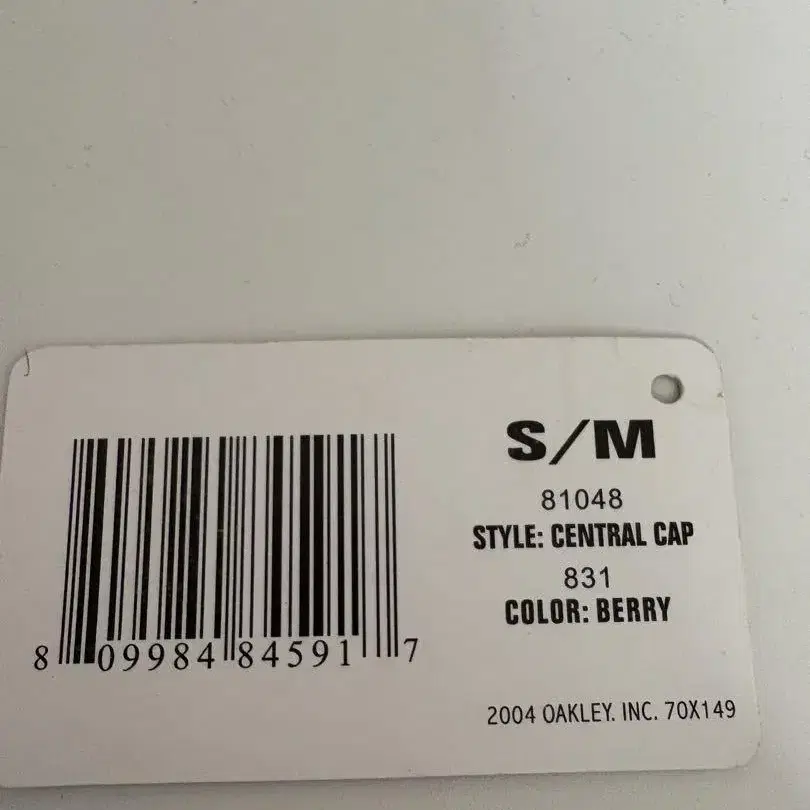 S/M
81048
STYLE: CENTRAL CAP
831
COLOR: BERRY
8 09984 84591 7
2004 OAKLEY. INC. 70X149